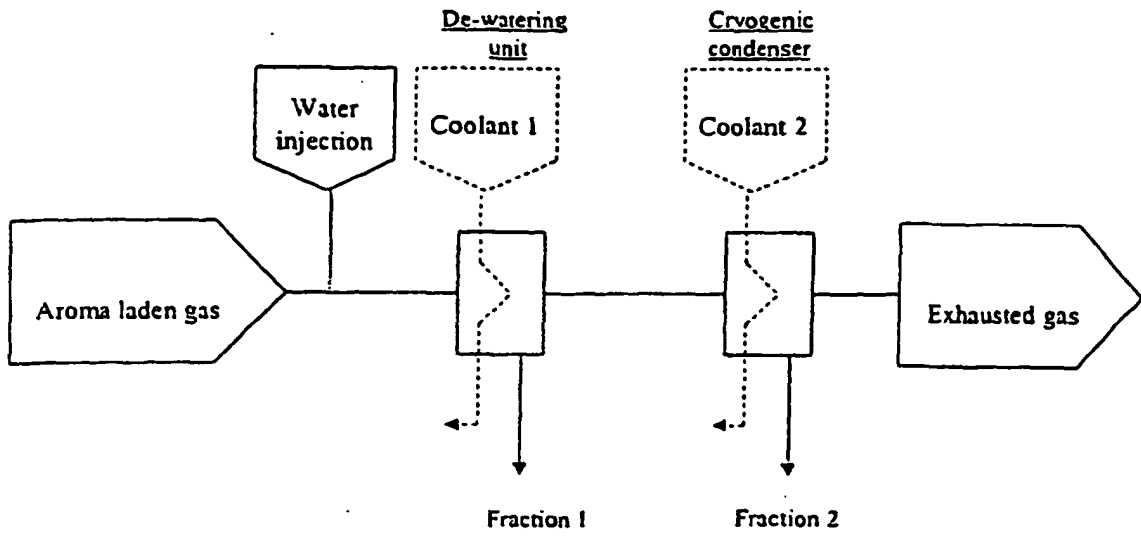 De-watering
unit
Cryogenic
condenser
Water
injection
Coolant 1
Coolant 2
Aroma laden gas
Exhausted gas
Fraction 1
Fraction 2